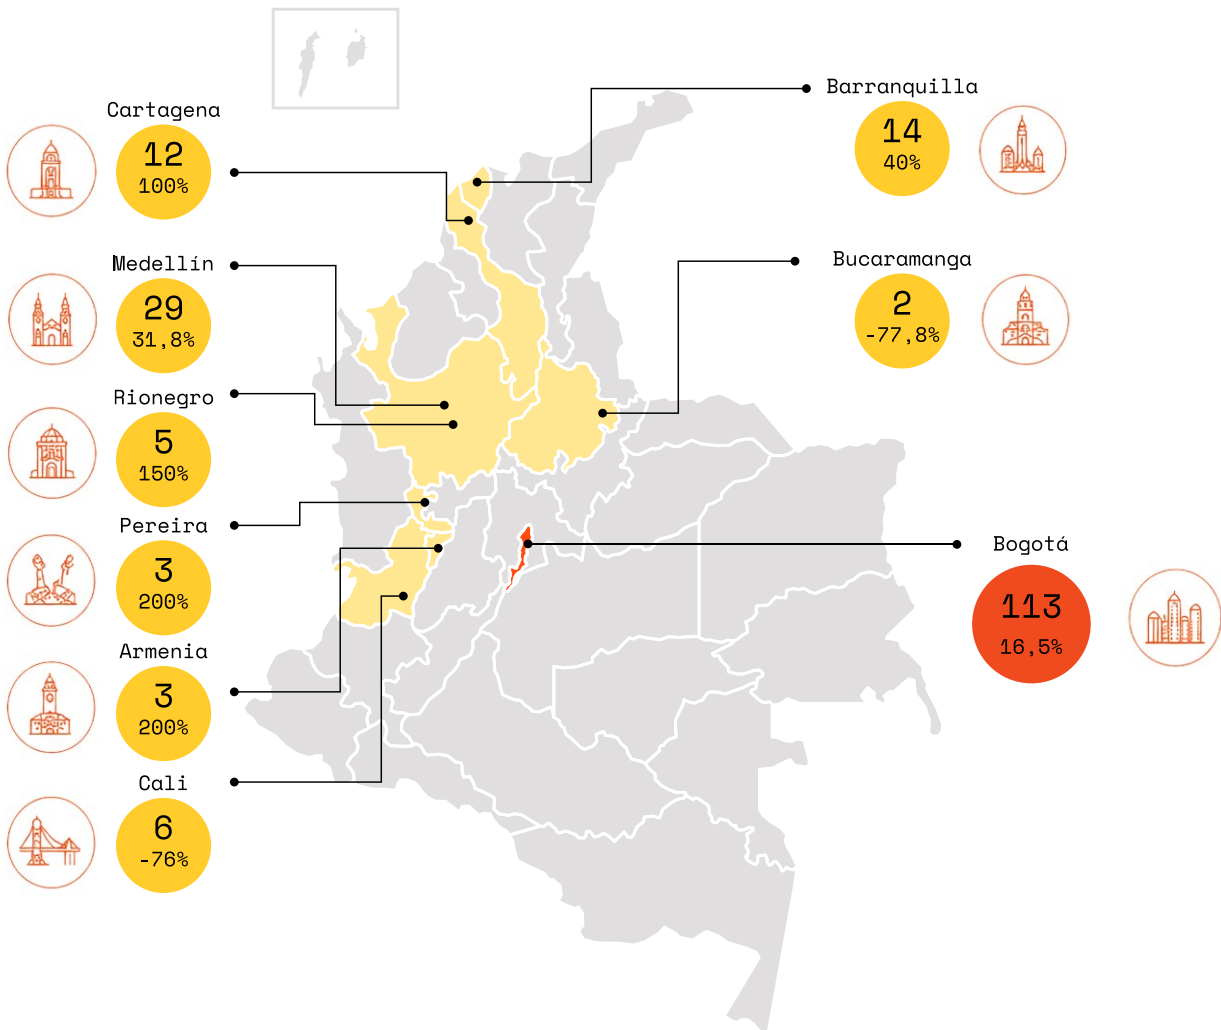 Cartagena
12
100%
Medellín
29
31,8%
Rionegro
5
150%
Pereira
3
200%
Armenia
3
200%
Cali
6
-76%
Barranquilla
14
40%
Bucaramanga
2
-77,8%
Bogotá
113
16,5%